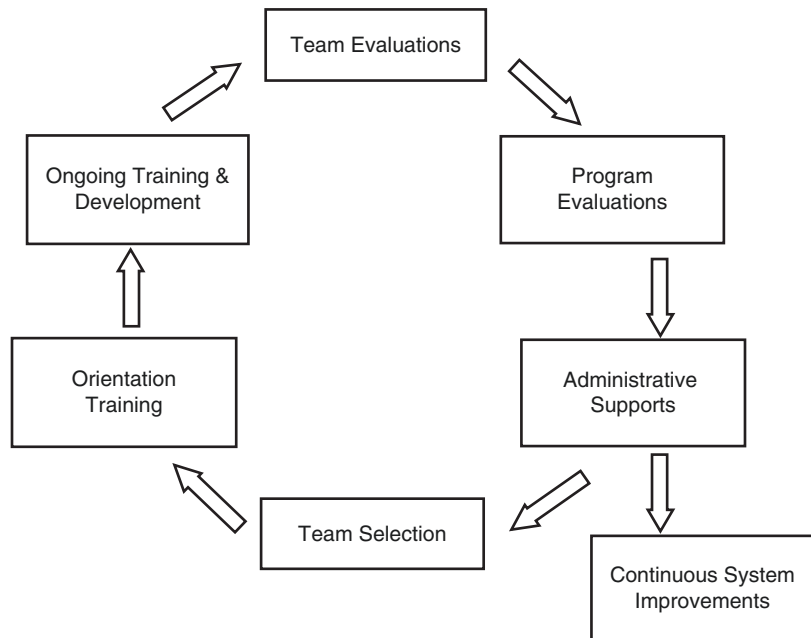 Team Evaluations
Ongoing Training &
Development
Program
Evaluations
Orientation
Training
Administrative
Supports
Team Selection
Continuous System
Improvements